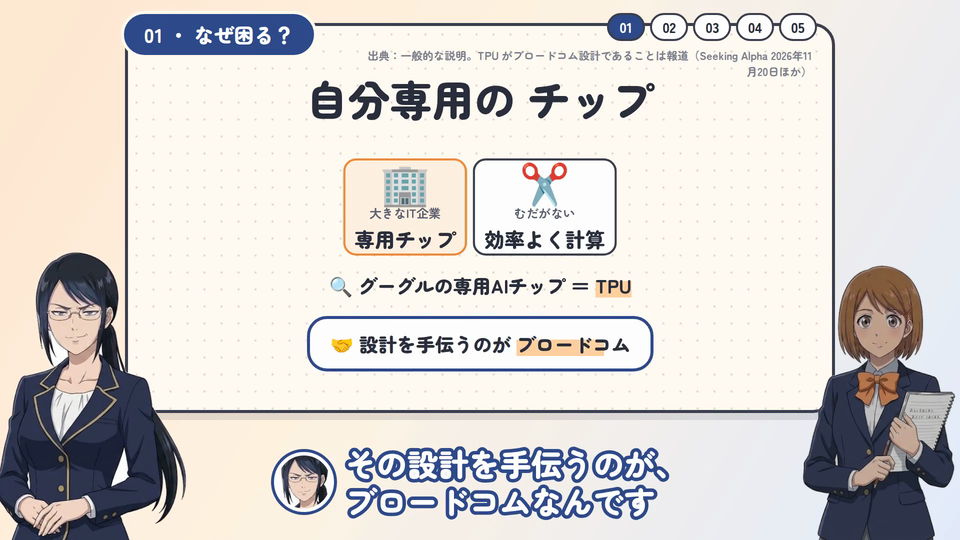 01 ・ なぜ困る？
01 02 03 04 05
出典：一般的な説明。TPU がブロードコム設計であることは報道（Seeking Alpha 2026年11
月20日ほか）
自分専用の チップ
大きなIT企業
専用チップ
むだがない
効率よく計算
グーグルの専用AIチップ ＝ TPU
設計を手伝うのが ブロードコム
その設計を手伝うのが、
ブロードコムなんです